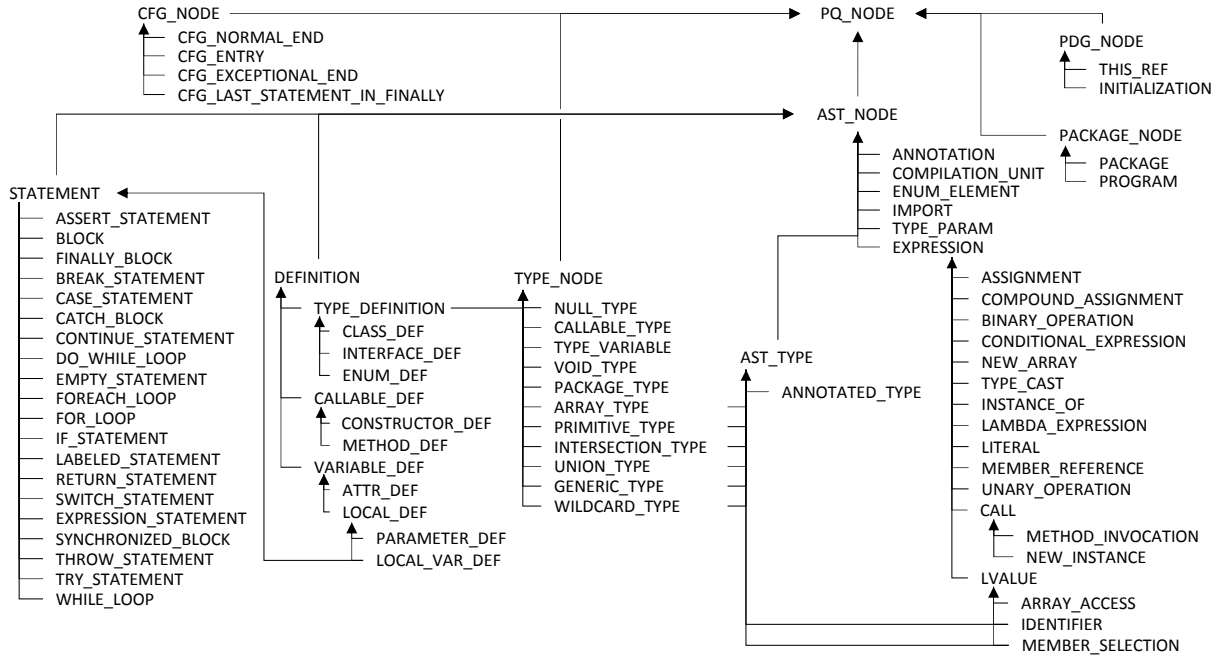 CFG_NODE
CFG_NORMAL_END
CFG_ENTRY
CFG_EXCEPTIONAL_END
CFG_LAST_STATEMENT_IN_FINALLY
PQ_NODE
PDG_NODE
THIS_REF
INITIALIZATION
AST_NODE
ANNOTATION
COMPILATION_UNIT
ENUM_ELEMENT
IMPORT
TYPE_PARAM
EXPRESSION
PACKAGE_NODE
PACKAGE
PROGRAM
STATEMENT
ASSERT_STATEMENT
BLOCK
FINALLY_BLOCK
BREAK_STATEMENT
CASE_STATEMENT
CATCH_BLOCK
CONTINUE_STATEMENT
DO_WHILE_LOOP
EMPTY_STATEMENT
FOREACH_LOOP
FOR_LOOP
IF_STATEMENT
LABELED_STATEMENT
RETURN_STATEMENT
SWITCH_STATEMENT
EXPRESSION_STATEMENT
SYNCHRONIZED_BLOCK
THROW_STATEMENT
TRY_STATEMENT
WHILE_LOOP
DEFINITION
TYPE_DEFINITION
CLASS_DEF
INTERFACE_DEF
ENUM_DEF
CALLABLE_DEF
CONSTRUCTOR_DEF
METHOD_DEF
VARIABLE_DEF
ATTR_DEF
LOCAL_DEF
PARAMETER_DEF
LOCAL_VAR_DEF
TYPE_NODE
NULL_TYPE
CALLABLE_TYPE
TYPE_VARIABLE
VOID_TYPE
PACKAGE_TYPE
ARRAY_TYPE
PRIMITIVE_TYPE
INTERSECTION_TYPE
UNION_TYPE
GENERIC_TYPE
WILDCARD_TYPE
AST_TYPE
ANNOTATED_TYPE
ASSIGNMENT
COMPOUND_ASSIGNMENT
BINARY_OPERATION
CONDITIONAL_EXPRESSION
NEW_ARRAY
TYPE_CAST
INSTANCE_OF
LAMBDA_EXPRESSION
LITERAL
MEMBER_REFERENCE
UNARY_OPERATION
CALL
METHOD_INVOCATION
NEW_INSTANCE
LVALUE
ARRAY_ACCESS
IDENTIFIER
MEMBER_SELECTION